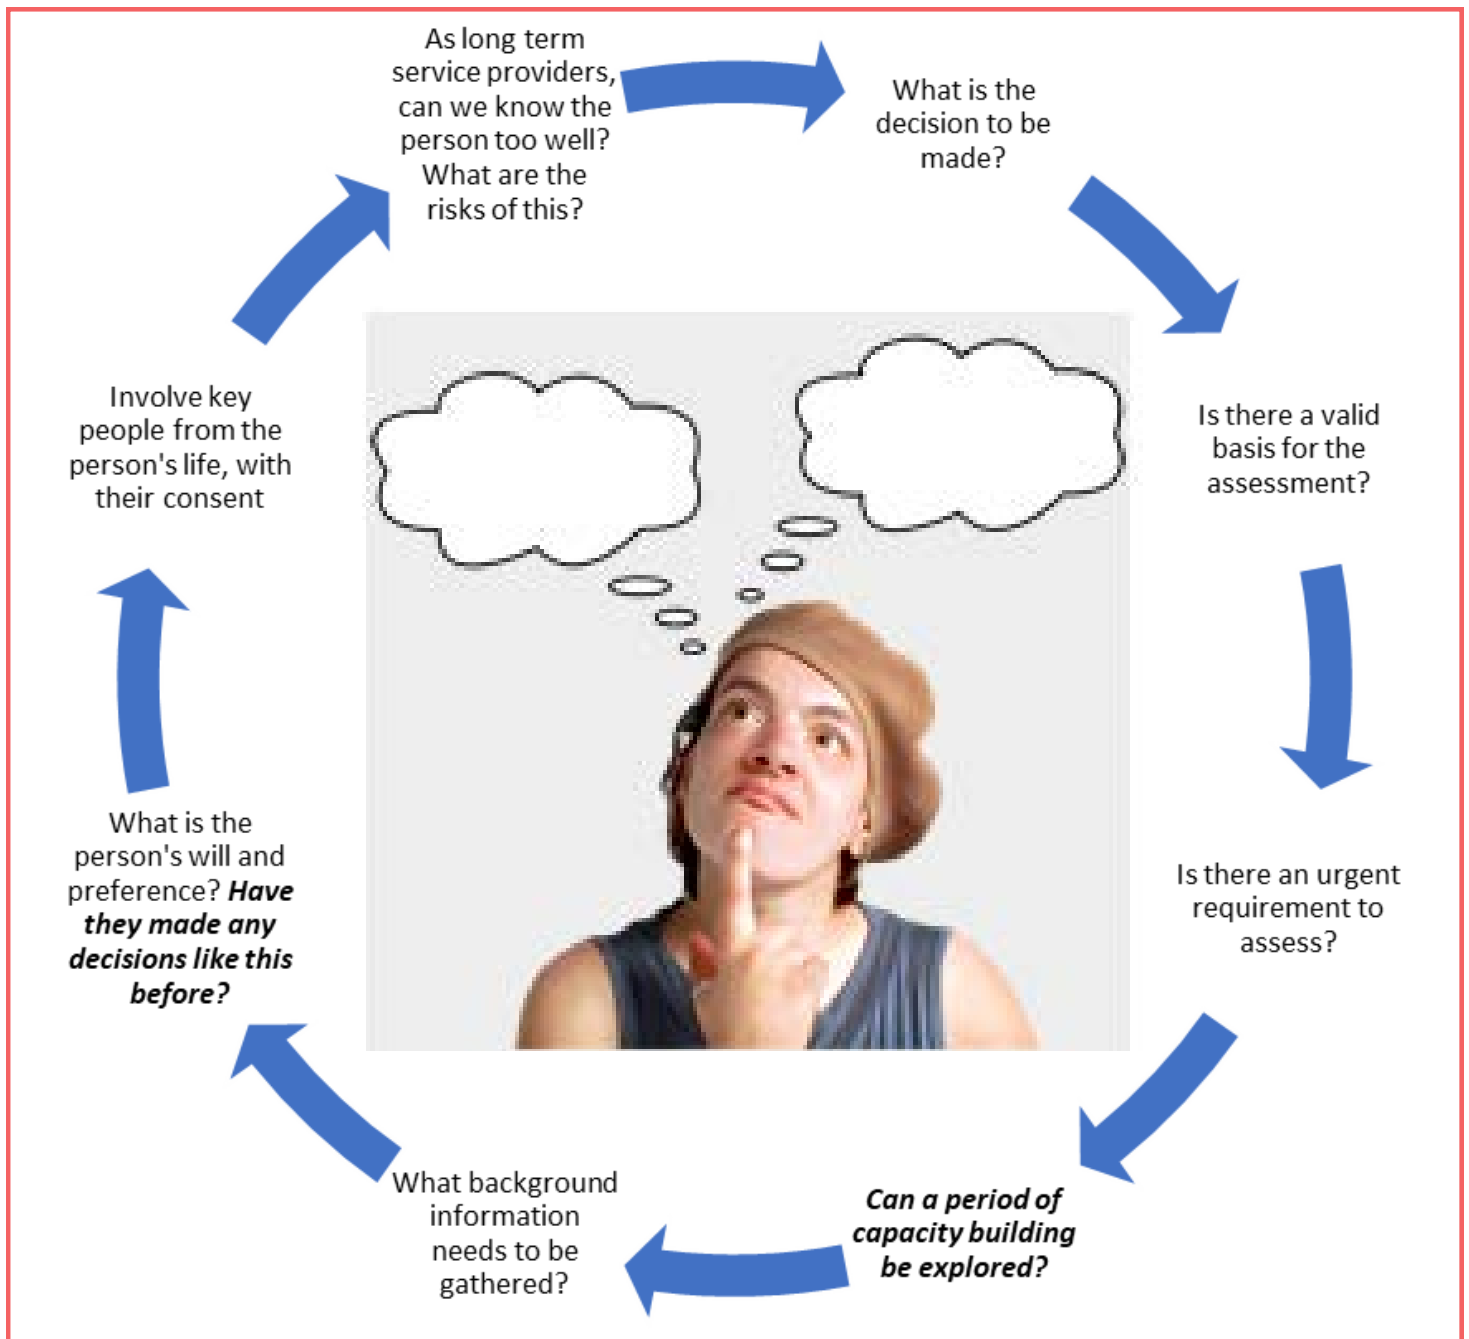 As long term
service providers,
can we know the
person too well?
What are the
risks of this?
What is the
decision to be
made?
Is there a valid
basis for the
assessment?
Is there an urgent
requirement to
assess?
Can a period of
capacity building
be explored?
What background
information
needs to be
gathered?
What is the
person's will and
preference? Have
they made any
decisions like this
before?
Involve key
people from the
person's life, with
their consent